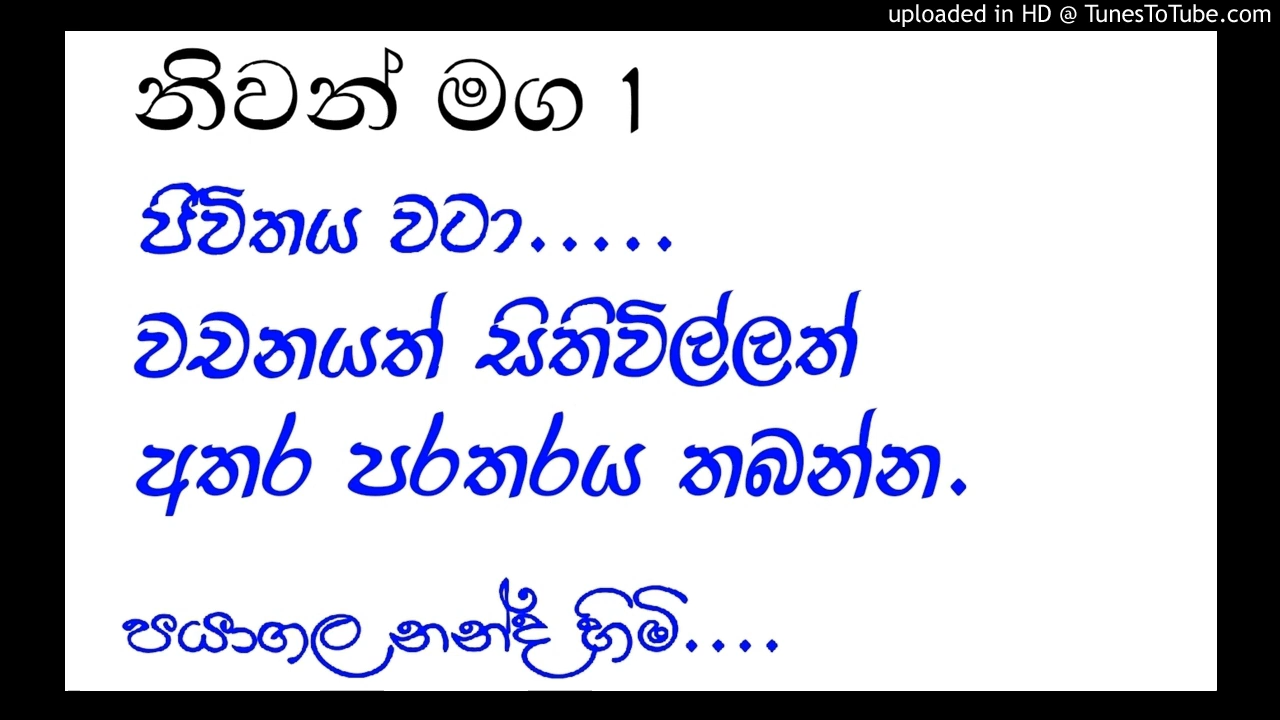 uploaded in HD @ TunesToTube.com
නිවන් මග 1
ජීවිතය වටා.....
වචනයත් සිතිවිල්ලත්
අතර පරතරය තබන්න.
පයාගල නන්ද හිමි....